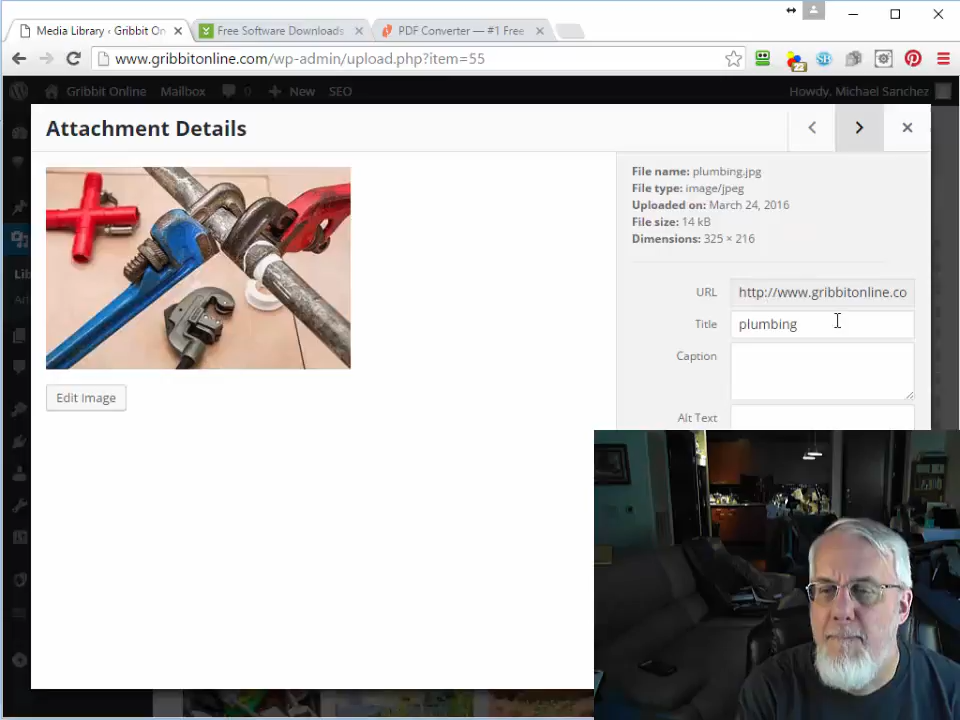 Media Library ‹ Gribbit On
Free Software Downloads
PDF Converter — #1 Free
www.gribbitonline.com/wp-admin/upload.php?item=55
Gribbit Online
Mailbox
0
New
SEO
Howdy, Michael Sanchez
Attachment Details
File name: plumbing.jpg
File type: image/jpeg
Uploaded on: March 24, 2016
File size: 14 kB
Dimensions: 325 × 216
URL
http://www.gribbitonline.co
Title
plumbing
Caption
Alt Text
Edit Image
Li